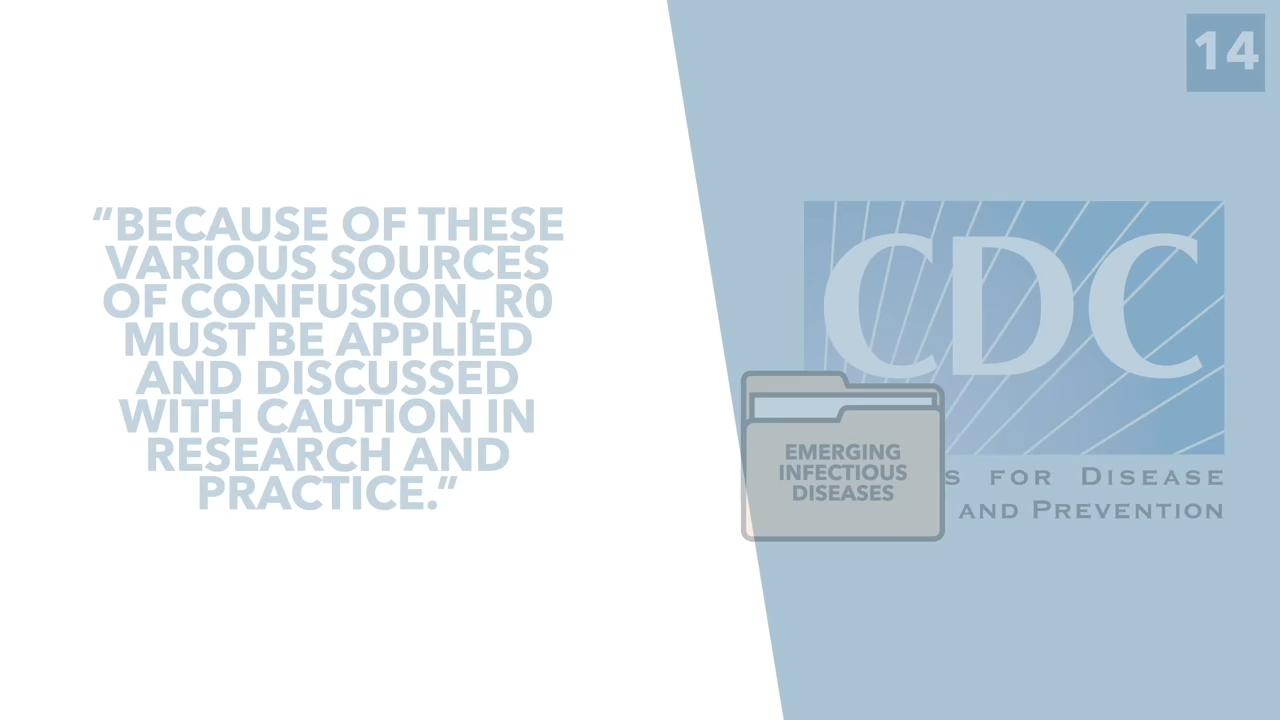 14
“BECAUSE OF THESE
VARIOUS SOURCES
OF CONFUSION, R0
MUST BE APPLIED
AND DISCUSSED
WITH CAUTION IN
RESEARCH AND
PRACTICE.”
CDC
S FOR DISEASE
AND PREVENTION
EMERGING
INFECTIOUS
DISEASES